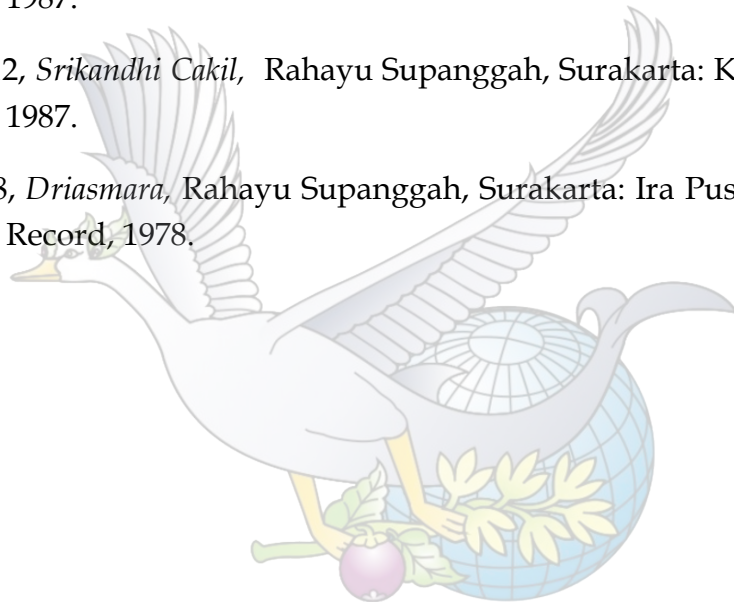 1987.
2, Srikandhi Cakil, Rahayu Supanggah, Surakarta: K
1987.
3, Driasmara, Rahayu Supanggah, Surakarta: Ira Pus
Record, 1978.